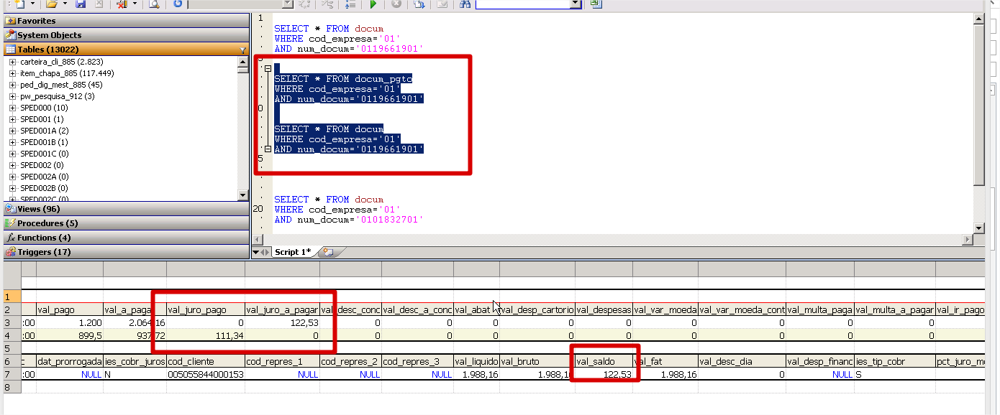 1
SELECT * FROM docum
WHERE cod_empresa='01'
AND num_docum='0119661901'
SELECT * FROM docum_pgto
WHERE cod_empresa='01'
AND num_docum='0119661901'
0
SELECT * FROM docum
WHERE cod_empresa='01'
AND num_docum='0119661901'
5
SELECT * FROM docum
20 WHERE cod_empresa='01'
AND num_docum='0101832701'
Script 1*
Favorites
System Objects
Tables (13022)
carteira_cli_885 (2.823)
item_chapa_885 (117.449)
ped_dig_mest_885 (45)
pw_pesquisa_912 (3)
SPED000 (10)
SPED001 (1)
SPED001A (2)
SPED001B (1)
SPED001C (0)
SPED002 (0)
SPED002A (0)
SPED002B (0)
SPED002C (0)
Views (96)
Procedures (5)
Functions (4)
Triggers (17)
1
2 val_pago val_a_pagar val_juro_pago val_juro_a_pagar val_desc_conc val_desc_a_conc val_abat val_desp_cartorio val_despesas val_var_moeda val_var_moeda_cont val_multa_paga val_multa_a_pagar val_ir_pago
3 :00 1.200 2.064,16 0 122,53 0 0 0 0 0 0 0 0 0
4 :00 899,5 937,72 111,34 0 0 0 0 0 0 0 0 0 0
5
6 dat_prorrogada ies_cobr_juros cod_cliente cod_repres_1 cod_repres_2 cod_repres_3 val_liquido val_bruto val_saldo val_fat val_desc_dia val_desp_financ ies_tip_cobr pct_juro_m
7 :00 NULL N 005055844000153 NULL NULL NULL 1.988,16 1.988,1 122,53 1.988,16 0 NULL S
8